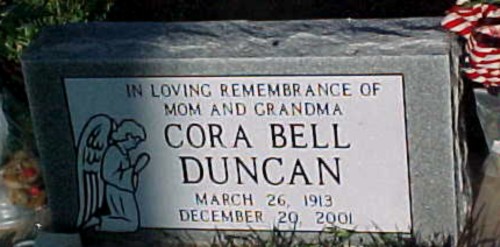 IN LOVING REMEMBRANCE OF
MOM AND GRANDMA
CORA BELL
DUNCAN
MARCH 26, 1913
DECEMBER 20, 2001